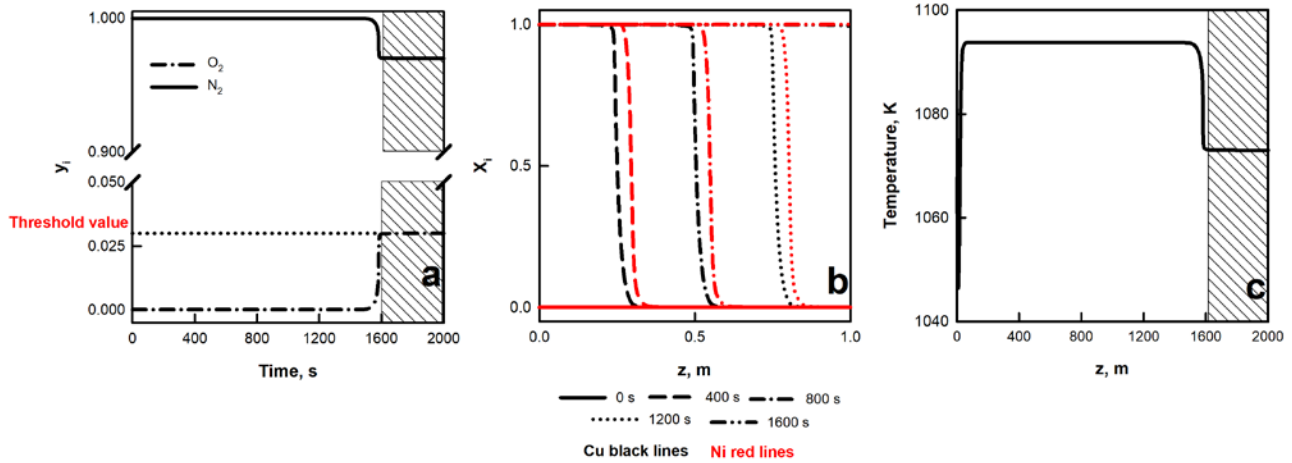 1.000
O2
N2
0.900
yi
0.050
Threshold value
0.025
0.000
a
0 400 800 1200 1600 2000
Time, s
1.0
Xi
0.5
0.0
b
0.0 0.5 1.0
z, m
0 s 400 s 800 s
1200 s 1600 s
Cu black lines Ni red lines
1100
1080
Temperature, K
1060
1040
c
0 400 800 1200 1600 2000
z, m